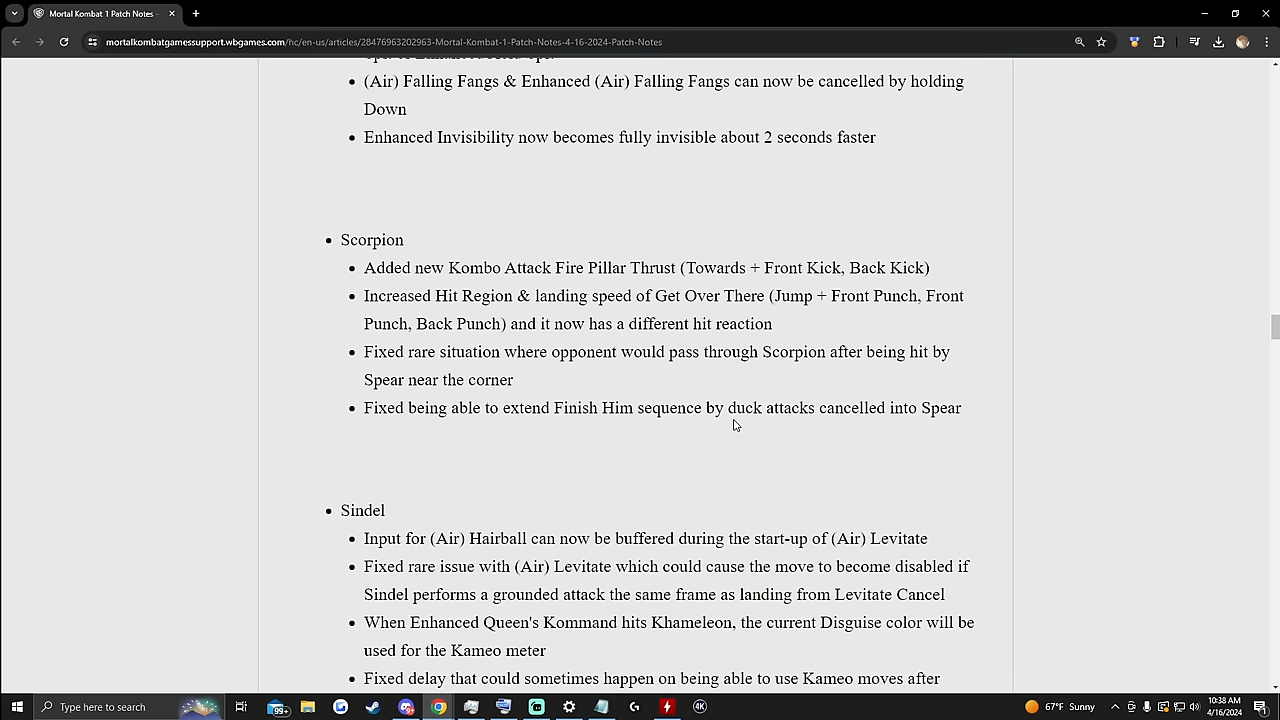 Mortal Kombat 1 Patch Notes -
mortalkombatgamessupport.wbgames.com/hc/en-us/articles/28476963202963-Mortal-Kombat-1-Patch-Notes-4-16-2024-Patch-Notes
• (Air) Falling Fangs & Enhanced (Air) Falling Fangs can now be cancelled by holding
Down
• Enhanced Invisibility now becomes fully invisible about 2 seconds faster
• Scorpion
• Added new Kombo Attack Fire Pillar Thrust (Towards + Front Kick, Back Kick)
• Increased Hit Region & landing speed of Get Over There (Jump + Front Punch, Front
Punch, Back Punch) and it now has a different hit reaction
• Fixed rare situation where opponent would pass through Scorpion after being hit by
Spear near the corner
• Fixed being able to extend Finish Him sequence by duck attacks cancelled into Spear
• Sindel
• Input for (Air) Hairball can now be buffered during the start-up of (Air) Levitate
• Fixed rare issue with (Air) Levitate which could cause the move to become disabled if
Sindel performs a grounded attack the same frame as landing from Levitate Cancel
• When Enhanced Queen's Kommand hits Khameleon, the current Disguise color will be
used for the Kameo meter
• Fixed delay that could sometimes happen on being able to use Kameo moves after
Type here to search
99+
4K
67°F Sunny
10:38 AM
4/16/2024